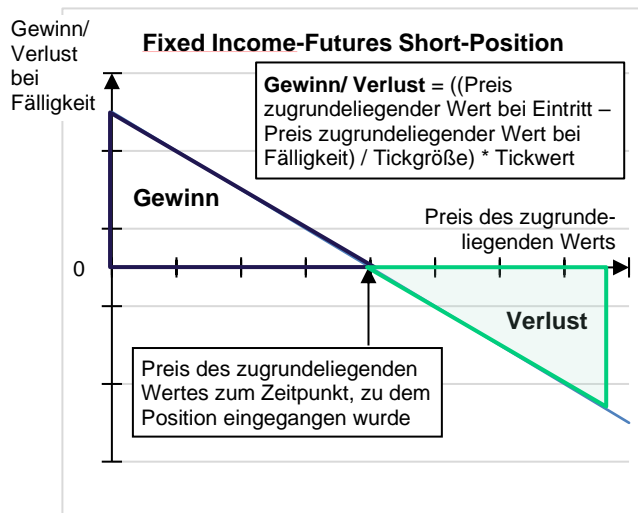 Gewinn/
Verlust
bei
Fälligkeit
Fixed Income-Futures Short-Position
Gewinn/ Verlust = ((Preis
zugrundeliegender Wert bei Eintritt –
Preis zugrundeliegender Wert bei
Fälligkeit) / Tickgröße) * Tickwert
Gewinn
Preis des zugrunde-
liegenden Werts
0
Verlust
Preis des zugrundeliegenden
Wertes zum Zeitpunkt, zu dem
Position eingegangen wurde